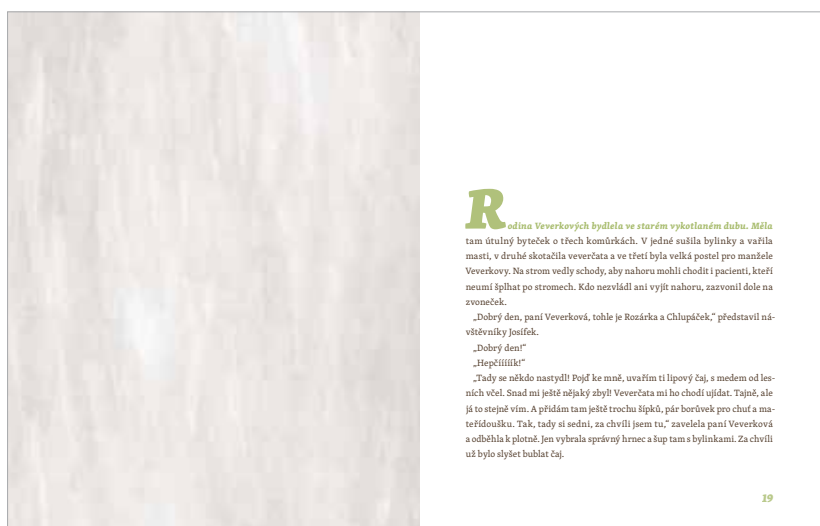 Rodina Veverkových bydlela ve starém vykotlaném dubu. Měla
tam útulný byteček o třech komůrkách. V jedné sušila bylinky a vařila
masti, v druhé skotačila veverčata a ve třetí byla velká postel pro manžele
Veverkovy. Na strom vedly schody, aby nahoru mohli chodit i pacienti, kteří
neumí šplhat po stromech. Kdo nezvládl ani vyjít nahoru, zazvonil dole na
zvoneček.
„Dobrý den, paní Veverková, tohle je Rozárka a Chlupáček,“ představil ná-
vštěvníky Josífek.
„Dobrý den!“
„Hepčíííííík!“
„Tady se někdo nastydl! Pojď ke mně, uvařím ti lipový čaj, s medem od les-
ních včel. Snad mi ještě nějaký zbyl! Veverčata mi ho chodí ujídat. Tajně, ale
já to stejně vím. A přidám tam ještě trochu šípků, pár borůvek pro chuť a ma-
teřídoušku. Tak, tady si sedni, za chvíli jsem tu,“ zavelela paní Veverková
a odběhla k plotně. Jen vybrala správný hrnec a šup tam s bylinkami. Za chvíli
už bylo slyšet bublat čaj.
19